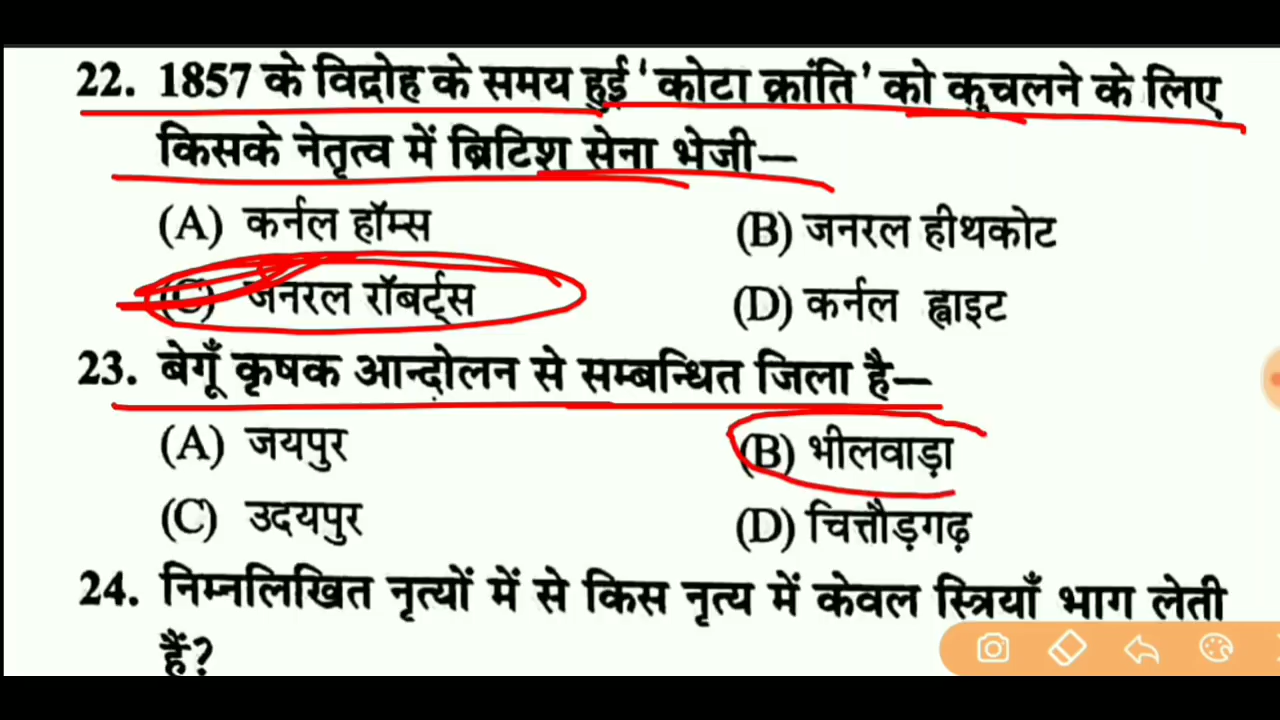 22. 1857 के विद्रोह के समय हुई 'कोटा क्रांति' को कुचलने के लिए
किसके नेतृत्व में ब्रिटिश सेना भेजी—
(A) कर्नल हॉम्स (B) जनरल हीथकोट
(C) जनरल रॉबर्ट्स (D) कर्नल ह्वाइट
23. बेगूँ कृषक आन्दोलन से सम्बन्धित जिला है—
(A) जयपुर (B) भीलवाड़ा
(C) उदयपुर (D) चित्तौड़गढ़
24. निम्नलिखित नृत्यों में से किस नृत्य में केवल स्त्रियाँ भाग लेती
हैं?